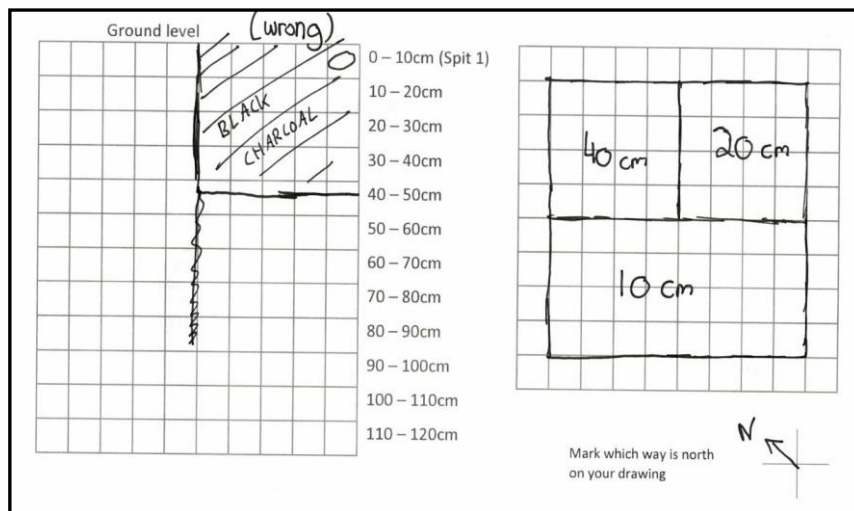 (wrong)
Ground level
0 – 10cm (Spit 1)
10 – 20cm
20 – 30cm
30 – 40cm
40 – 50cm
50 – 60cm
60 – 70cm
70 – 80cm
80 – 90cm
90 – 100cm
100 – 110cm
110 – 120cm
BLACK
CHARCOAL
40 cm
20 cm
10 cm
N
Mark which way is north
on your drawing